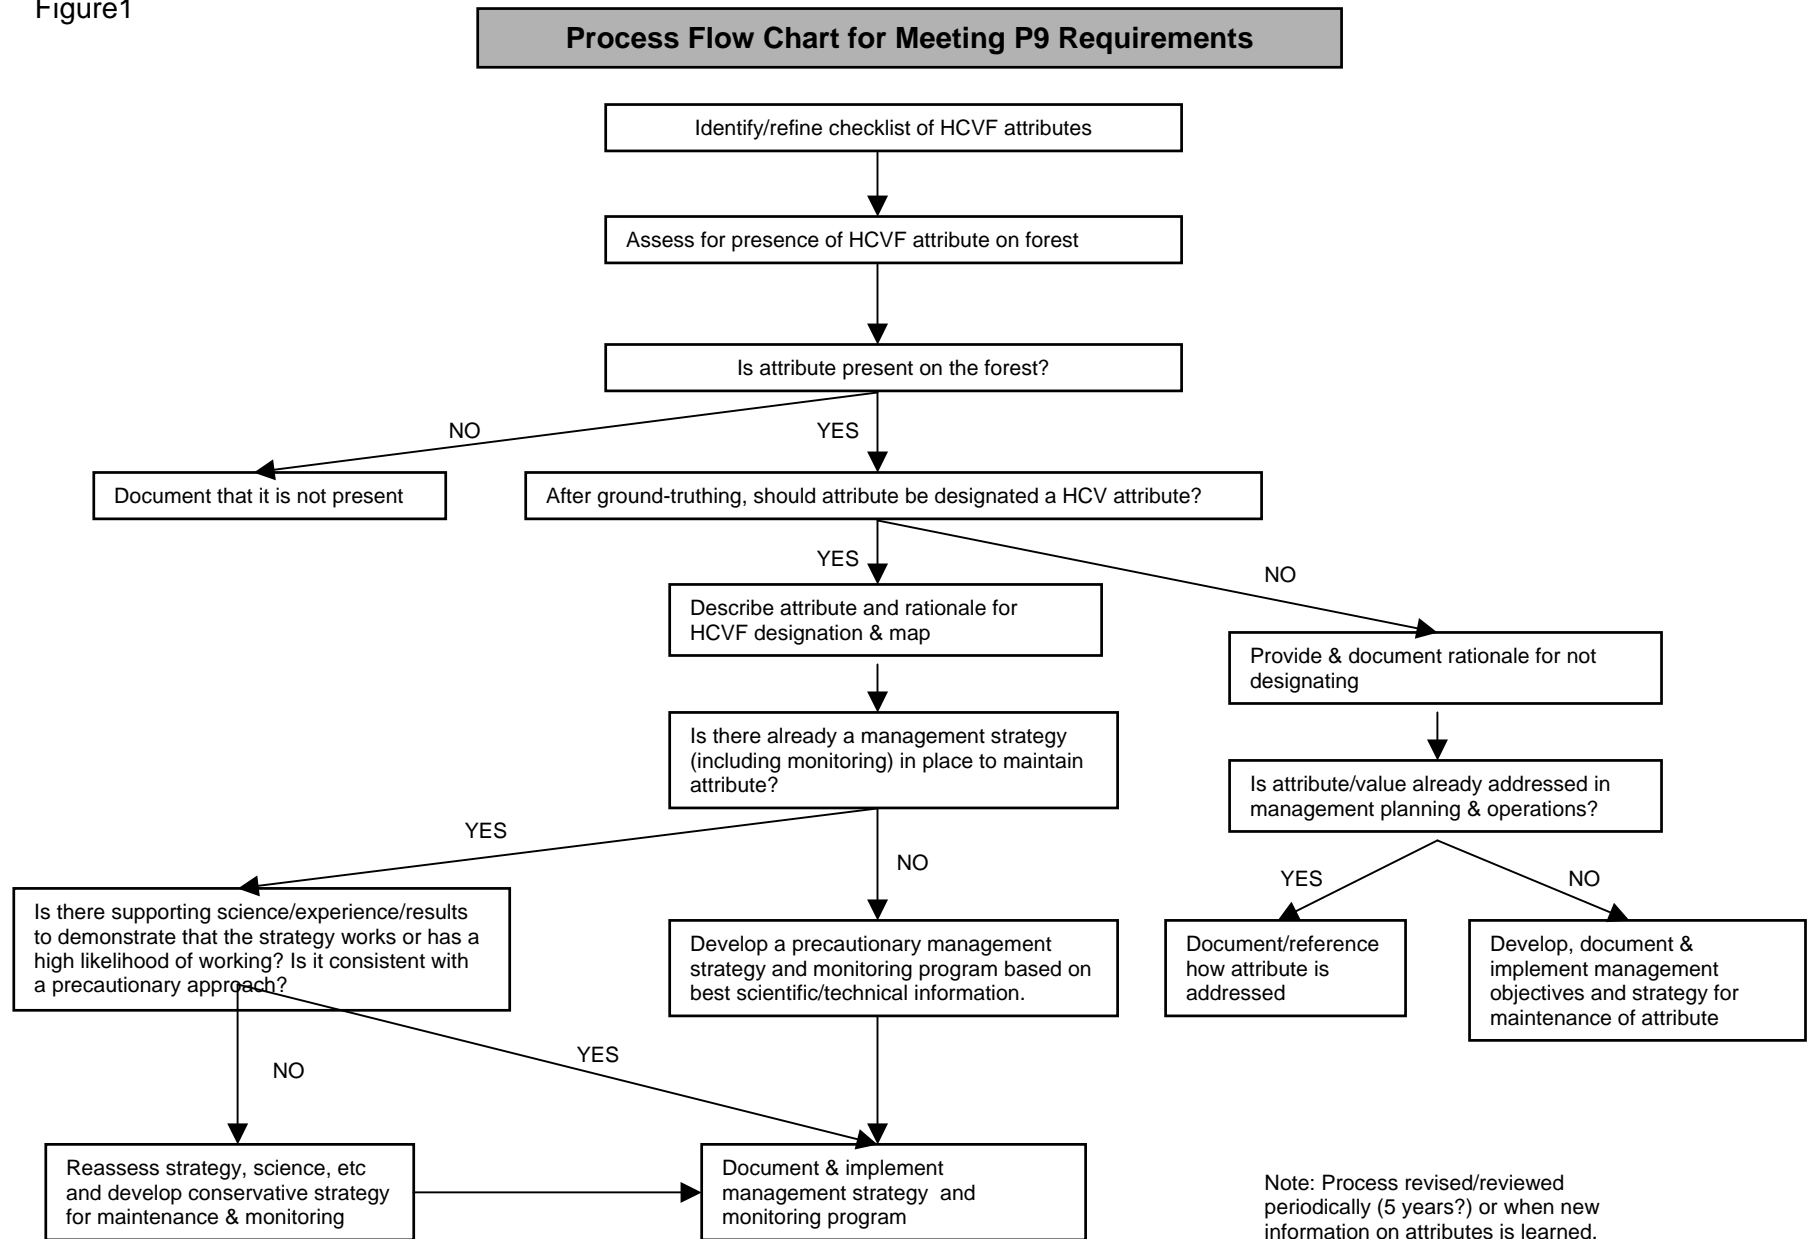 Figure1
Process Flow Chart for Meeting P9 Requirements
Identify/refine checklist of HCVF attributes
Assess for presence of HCVF attribute on forest
Is attribute present on the forest?
NO
YES
Document that it is not present
After ground-truthing, should attribute be designated a HCV attribute?
YES
NO
Describe attribute and rationale for
HCVF designation & map
Provide & document rationale for not
designating
Is there already a management strategy
(including monitoring) in place to maintain
attribute?
Is attribute/value already addressed in
management planning & operations?
YES
NO
YES
NO
Is there supporting science/experience/results
to demonstrate that the strategy works or has a
high likelihood of working? Is it consistent with
a precautionary approach?
Develop a precautionary management
strategy and monitoring program based on
best scientific/technical information.
Document/reference
how attribute is
addressed
Develop, document &
implement management
objectives and strategy for
maintenance of attribute
NO
YES
Reassess strategy, science, etc
and develop conservative strategy
for maintenance & monitoring
Document & implement
management strategy and
monitoring program
Note: Process revised/reviewed
periodically (5 years?) or when new
information on attributes is learned.